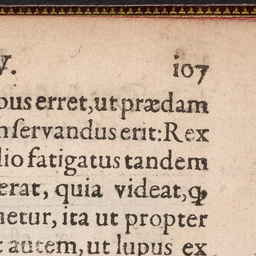 V. 107
bus erret, ut prædam
n servandus erit: Rex
dio fatigatus tandem
erat, quia videat, q̃
netur, ita ut propter
t autem, ut lupus ex